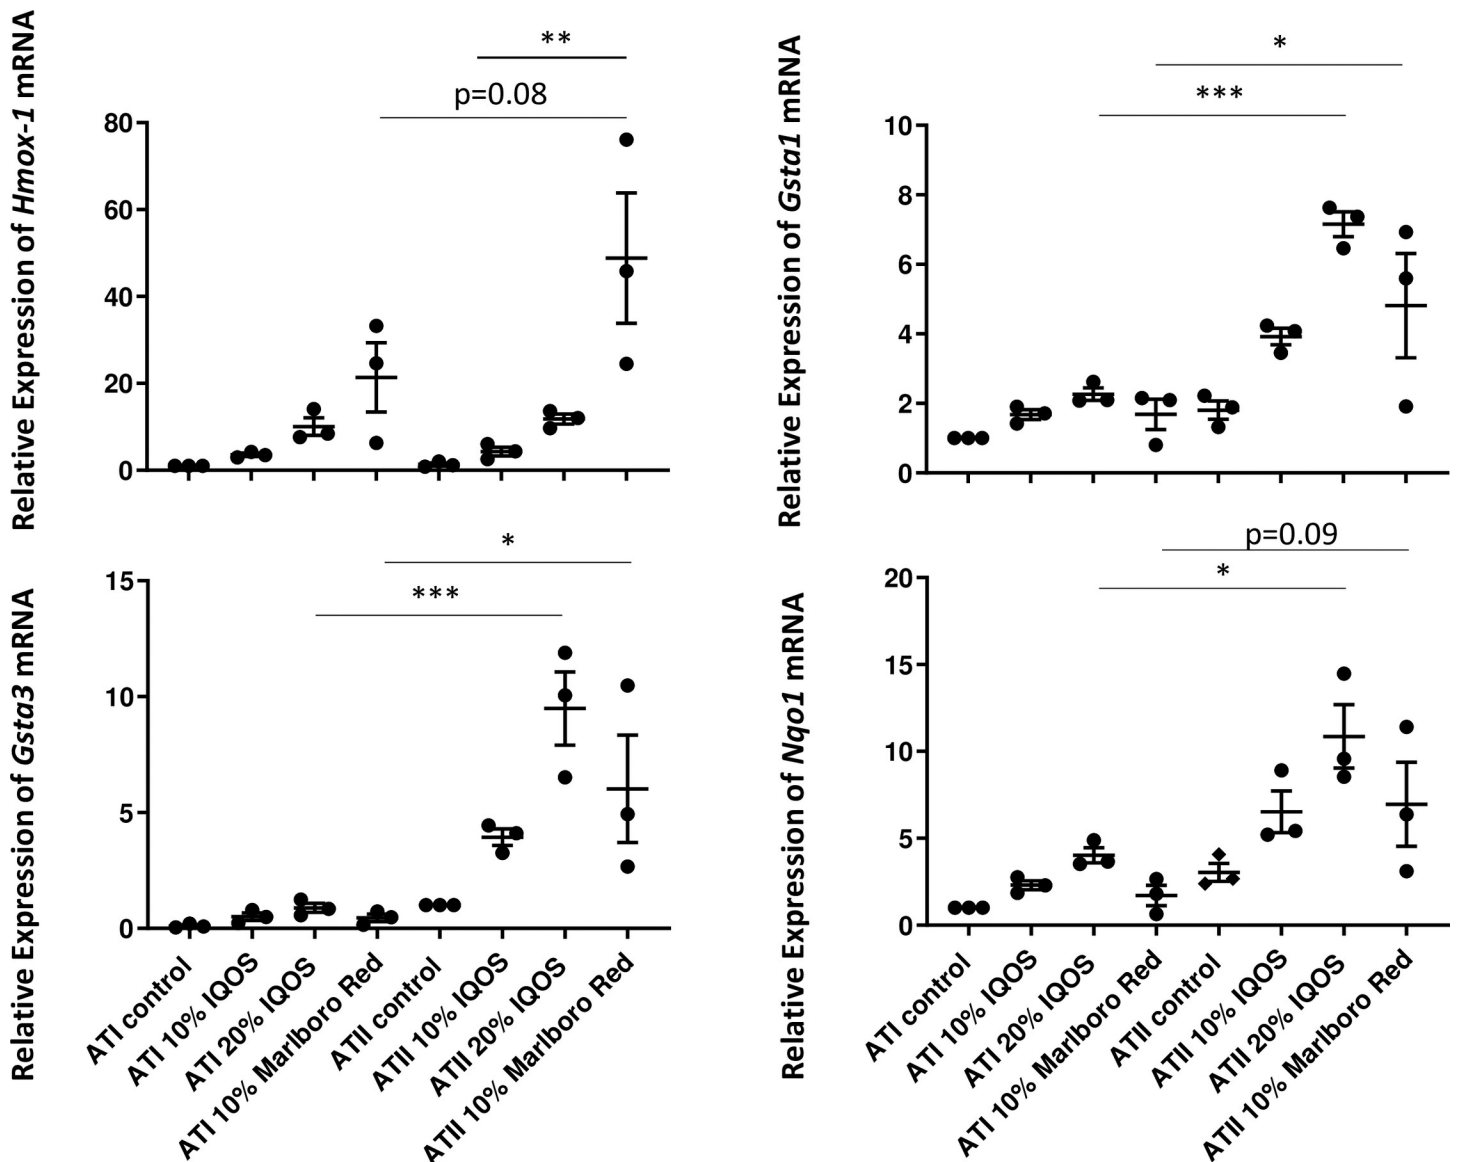 Relative Expression of Hmox-1 mRNA
**
p=0.08
80
60
40
20
0
Relative Expression of Gsta1 mRNA
*
***
10
8
6
4
2
0
Relative Expression of Gsta3 mRNA
*
***
15
10
5
0
ATI control
ATI 10% IQOS
ATI 20% IQOS
ATI 10% Marlboro Red
ATII control
ATII 10% IQOS
ATII 20% IQOS
ATII 10% Marlboro Red
Relative Expression of Nqo1 mRNA
p=0.09
*
20
15
10
5
0
ATI control
ATI 10% IQOS
ATI 20% IQOS
ATI 10% Marlboro Red
ATII control
ATII 10% IQOS
ATII 20% IQOS
ATII 10% Marlboro Red